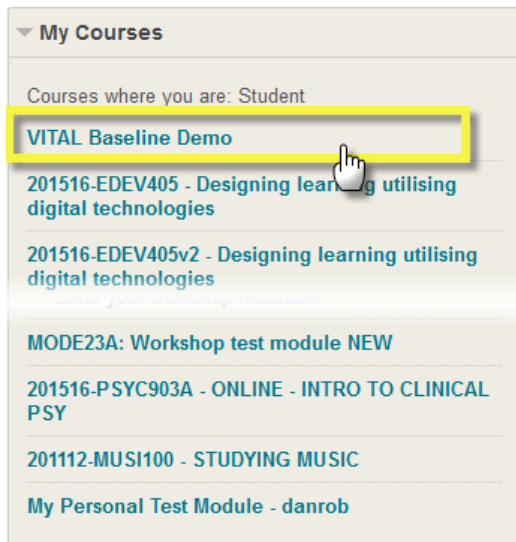 My Courses
Courses where you are: Student
VITAL Baseline Demo
201516-EDEV405 - Designing learning utilising
digital technologies
201516-EDEV405v2 - Designing learning utilising
digital technologies
MODE23A: Workshop test module NEW
201516-PSYC903A - ONLINE - INTRO TO CLINICAL
PSY
201112-MUSI100 - STUDYING MUSIC
My Personal Test Module - danrob